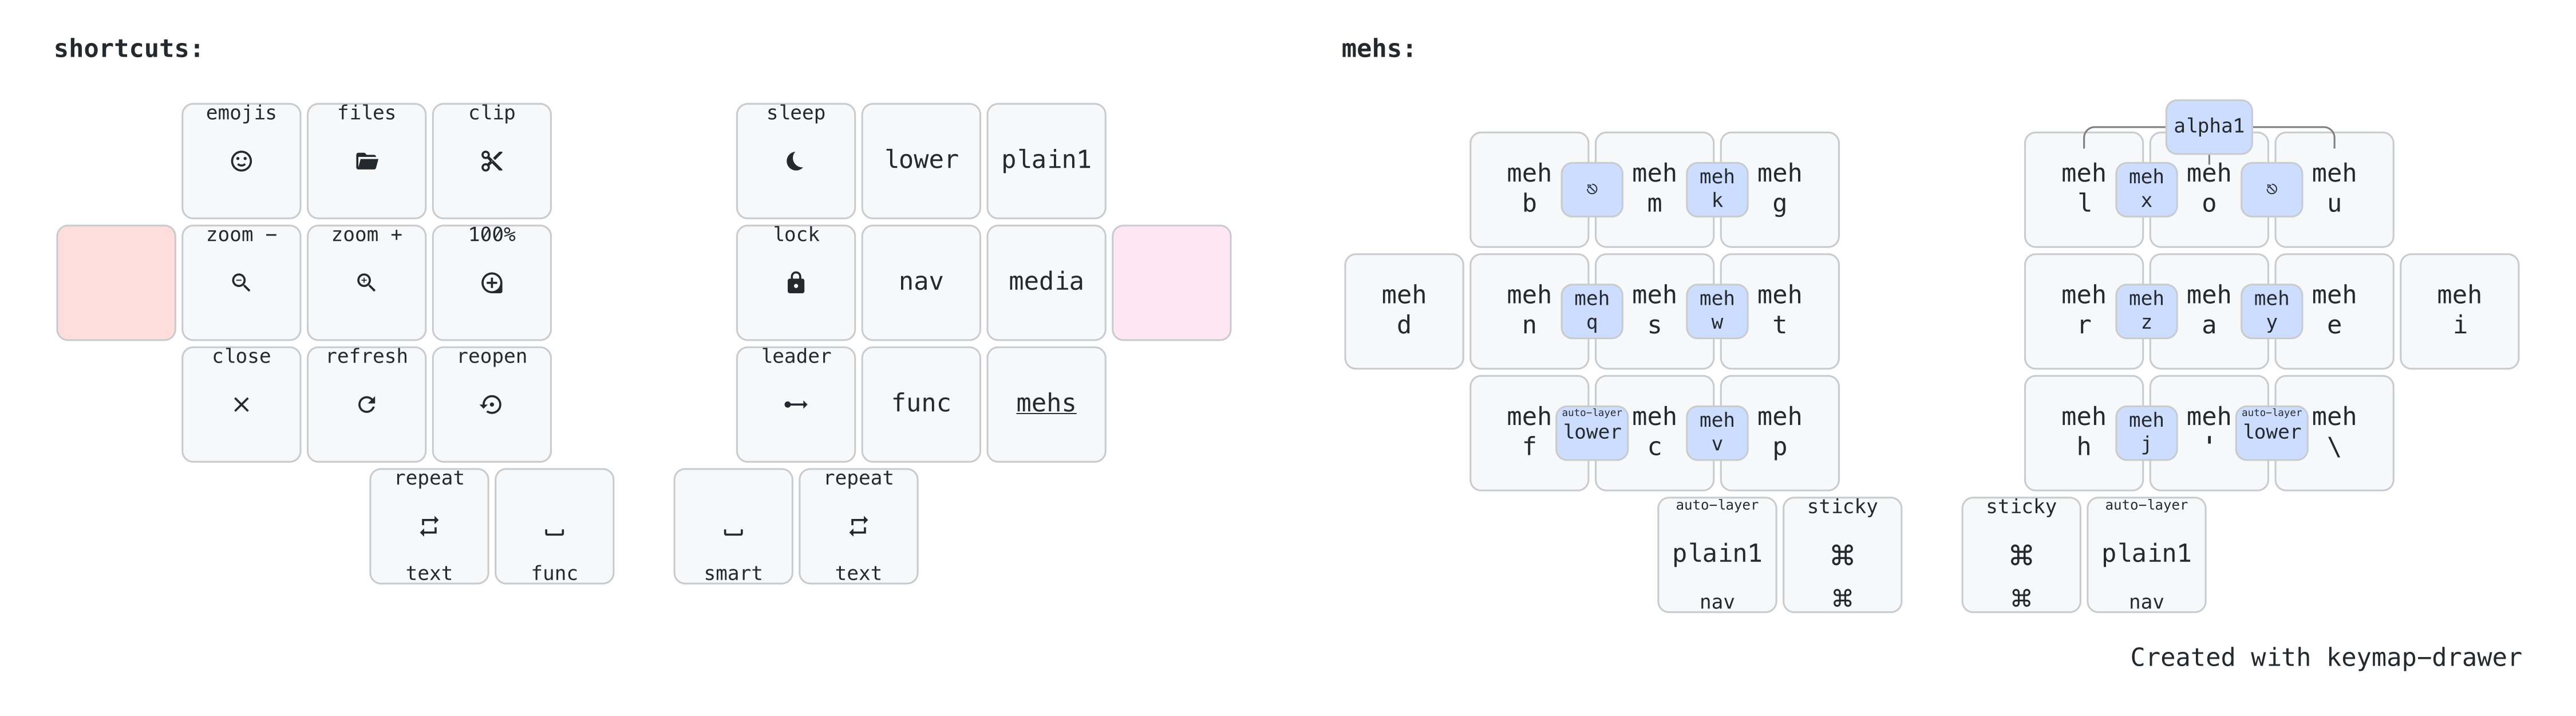 shortcuts:
emojis files clip sleep lower plain1
zoom − zoom + 100% lock nav media
close refresh reopen leader func mehs
repeat repeat
text func smart text
mehs:
alpha1
meh b meh m meh k meh g meh l meh x meh o meh u
meh d meh n meh q meh s meh w meh t meh r meh z meh a meh y meh e meh i
meh f auto-layer lower meh c meh v meh p meh h meh j meh ' auto-layer lower meh \
auto-layer plain1 nav sticky ⌘ ⌘ sticky ⌘ ⌘ auto-layer plain1 nav
Created with keymap-drawer